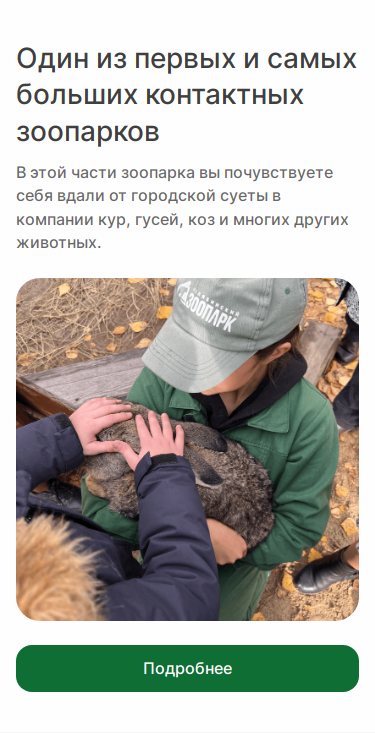 Один из первых и самых
больших контактных
зоопарков
В этой части зоопарка вы почувствуете
себя вдали от городской суеты в
компании кур, гусей, коз и многих других
животных.
ЗООПАРК
Подробнее